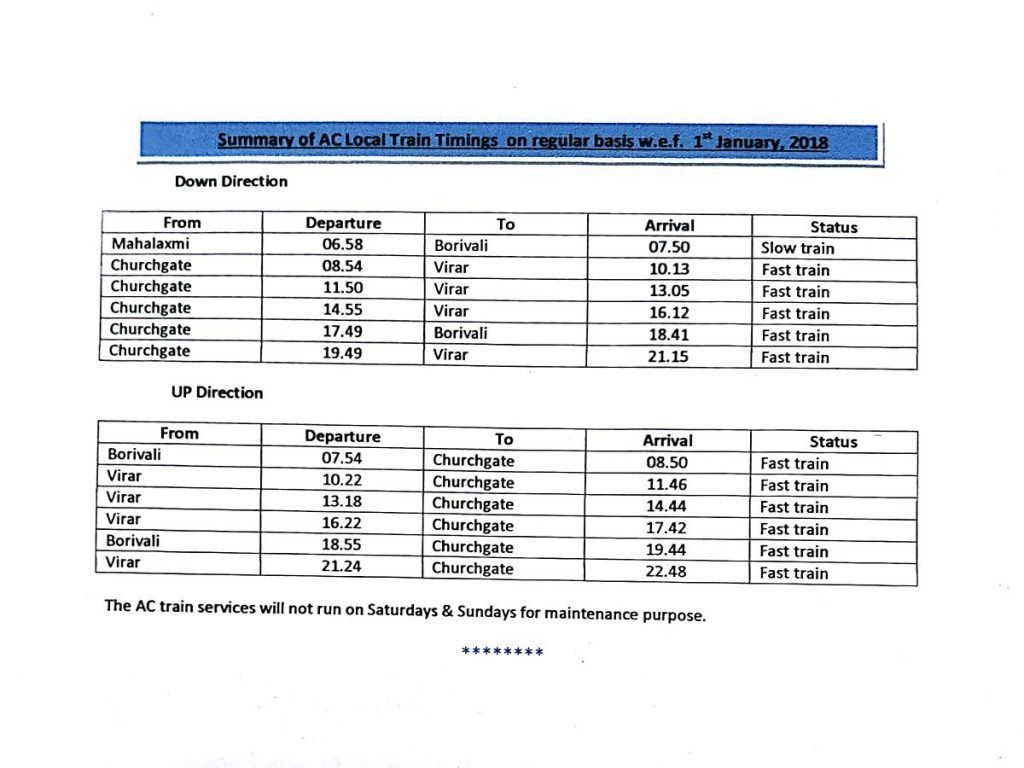 Summary of AC Local Train Timings on regular basis w.e.f. 1st January, 2018
Down Direction
From Departure To Arrival Status
Mahalaxmi 06.58 Borivali 07.50 Slow train
Churchgate 08.54 Virar 10.13 Fast train
Churchgate 11.50 Virar 13.05 Fast train
Churchgate 14.55 Virar 16.12 Fast train
Churchgate 17.49 Borivali 18.41 Fast train
Churchgate 19.49 Virar 21.15 Fast train
UP Direction
From Departure To Arrival Status
Borivali 07.54 Churchgate 08.50 Fast train
Virar 10.22 Churchgate 11.46 Fast train
Virar 13.18 Churchgate 14.44 Fast train
Virar 16.22 Churchgate 17.42 Fast train
Borivali 18.55 Churchgate 19.44 Fast train
Virar 21.24 Churchgate 22.48 Fast train
The AC train services will not run on Saturdays & Sundays for maintenance purpose.
********